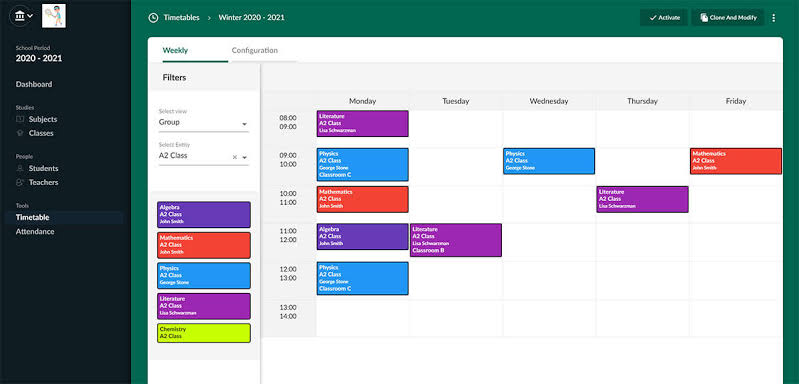 Timetables > Winter 2020 - 2021
Activate
Clone And Modify
School Period
2020 - 2021
Dashboard
Studies
Subjects
Classes
People
Students
Teachers
Tools
Timetable
Attendance
Weekly
Configuration
Filters
Select view
Group
Select Entity
A2 Class
Algebra
A2 Class
John Smith
Mathematics
A2 Class
John Smith
Physics
A2 Class
George Stone
Literature
A2 Class
Lisa Schwarzman
Chemistry
A2 Class
Monday Tuesday Wednesday Thursday Friday
08:00
09:00
Literature
A2 Class
Lisa Schwarzman
09:00
10:00
Physics
A2 Class
George Stone
Classroom C
Physics
A2 Class
George Stone
Mathematics
A2 Class
John Smith
10:00
11:00
Mathematics
A2 Class
John Smith
Literature
A2 Class
Lisa Schwarzman
11:00
12:00
Algebra
A2 Class
John Smith
Literature
A2 Class
Lisa Schwarzman
Classroom B
12:00
13:00
Physics
A2 Class
George Stone
Classroom C
13:00
14:00